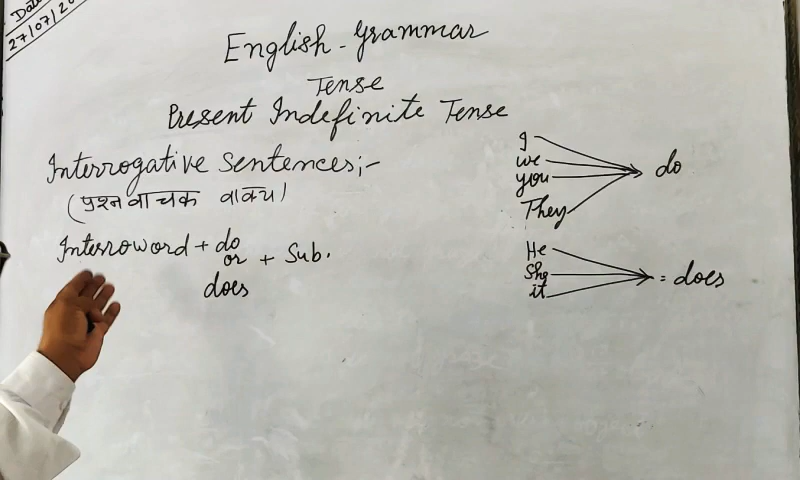 Date
27/07/20
English-Grammar
Tense
Present Indefinite Tense
Interrogative Sentences;-
(प्रश्नवाचक वाक्य)
Interroword + do or does + Sub.
I
we
you
They
do
He
She
it
= does